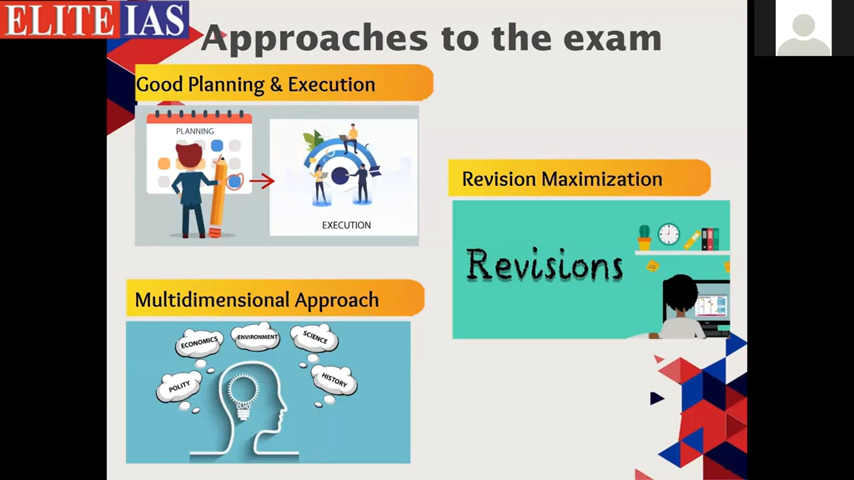 ELITE IAS
Approaches to the exam
Good Planning & Execution
PLANNING
EXECUTION
Revision Maximization
Revisions
Multidimensional Approach
POLITY
ECONOMICS
ENVIRONMENT
SCIENCE
HISTORY